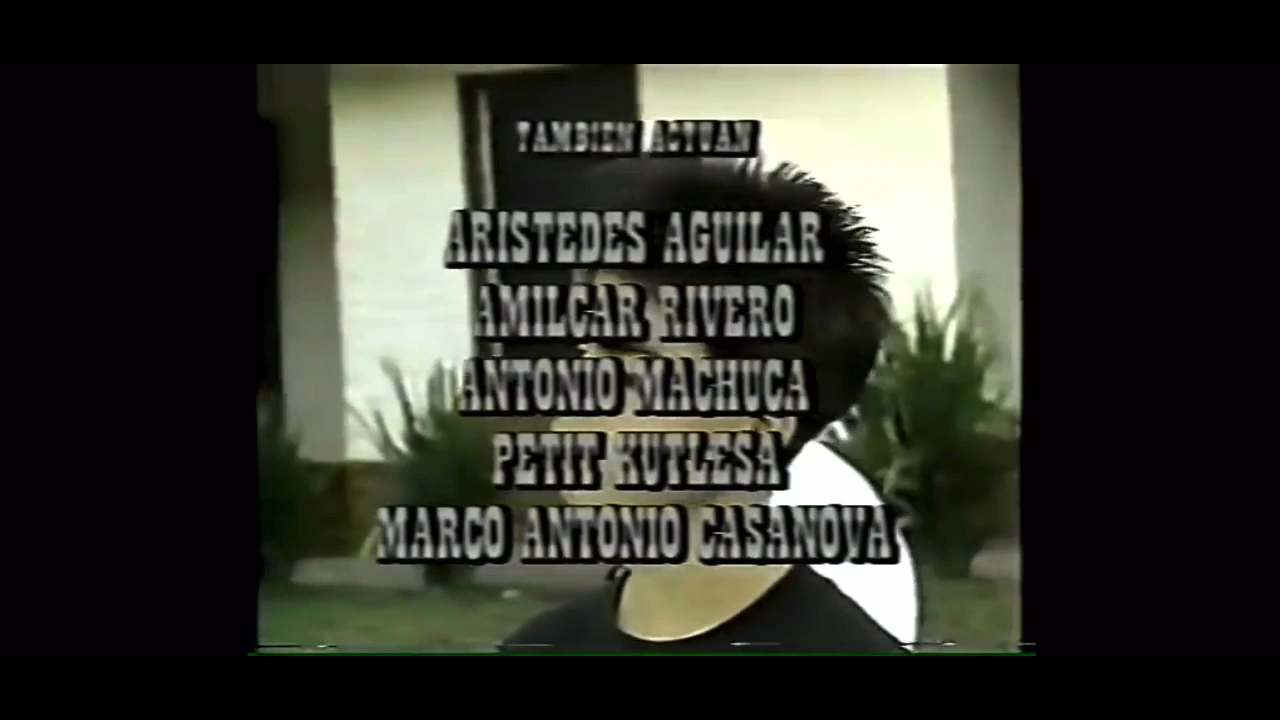 TAMBIEN ACTUAN
ARISTEDES AGUILAR
AMILCAR RIVERO
ANTONIO MACHUCA
PETIT KUTLESA
MARCO ANTONIO CASANOVA